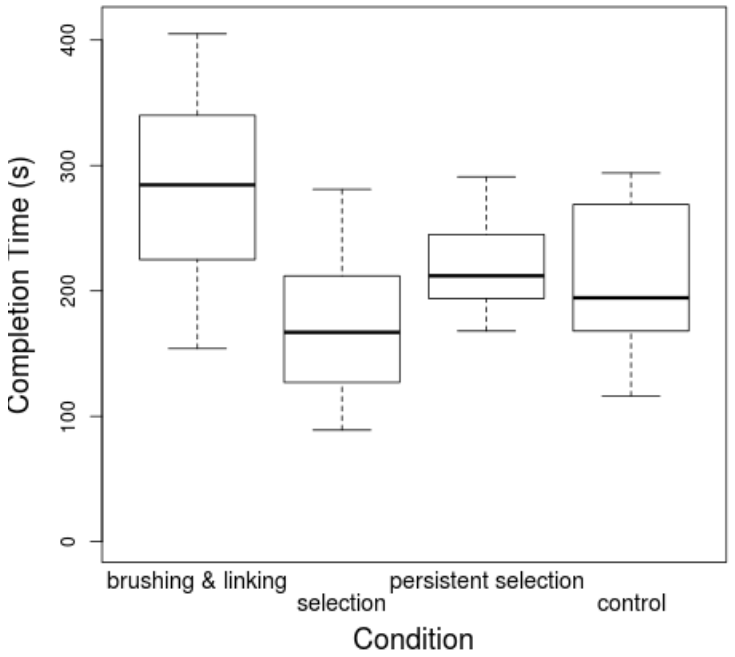 Completion Time (s)
400
300
200
100
0
brushing & linking
selection
persistent selection
control
Condition